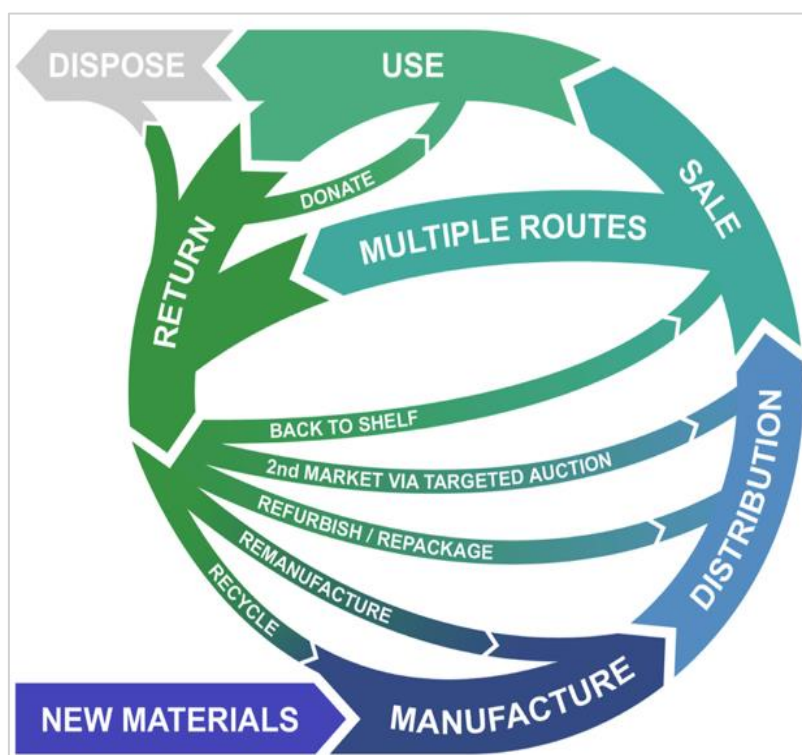 DISPOSE
USE
SALE
DONATE
MULTIPLE ROUTES
RETURN
BACK TO SHELF
2nd MARKET VIA TARGETED AUCTION
REFURBISH / REPACKAGE
REMANUFACTURE
RECYCLE
DISTRIBUTION
NEW MATERIALS
MANUFACTURE